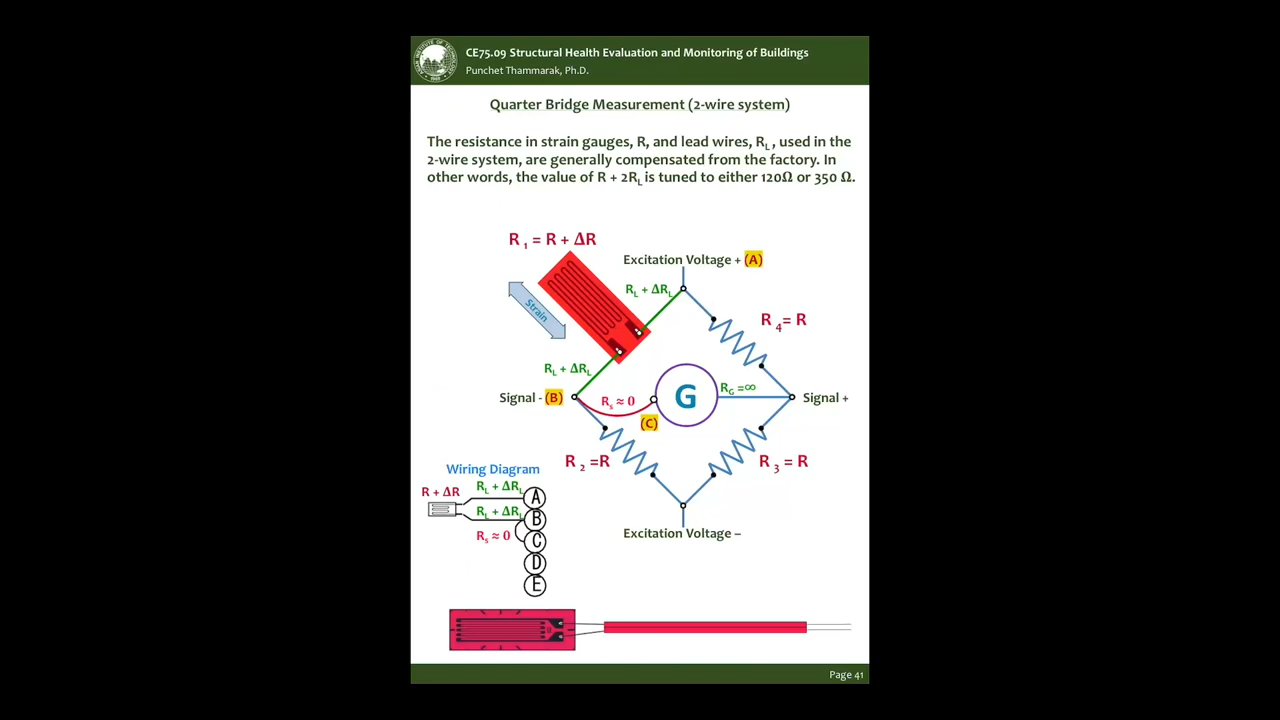 CE75.09 Structural Health Evaluation and Monitoring of Buildings
Punchet Thammarak, Ph.D.
Quarter Bridge Measurement (2-wire system)
The resistance in strain gauges, R, and lead wires, RL , used in the
2-wire system, are generally compensated from the factory. In
other words, the value of R + 2RL is tuned to either 120Ω or 350 Ω.
R 1 = R + ΔR
Excitation Voltage + (A)
RL + ΔRL
Strain
R 4= R
RL + ΔRL
Signal - (B)
Rs ≈ 0
G
RG =∞
Signal +
(C)
R 2 =R
R 3 = R
Wiring Diagram
R + ΔR
RL + ΔRL
A
RL + ΔRL
B
Rs ≈ 0
C
D
E
Excitation Voltage –
Page 41